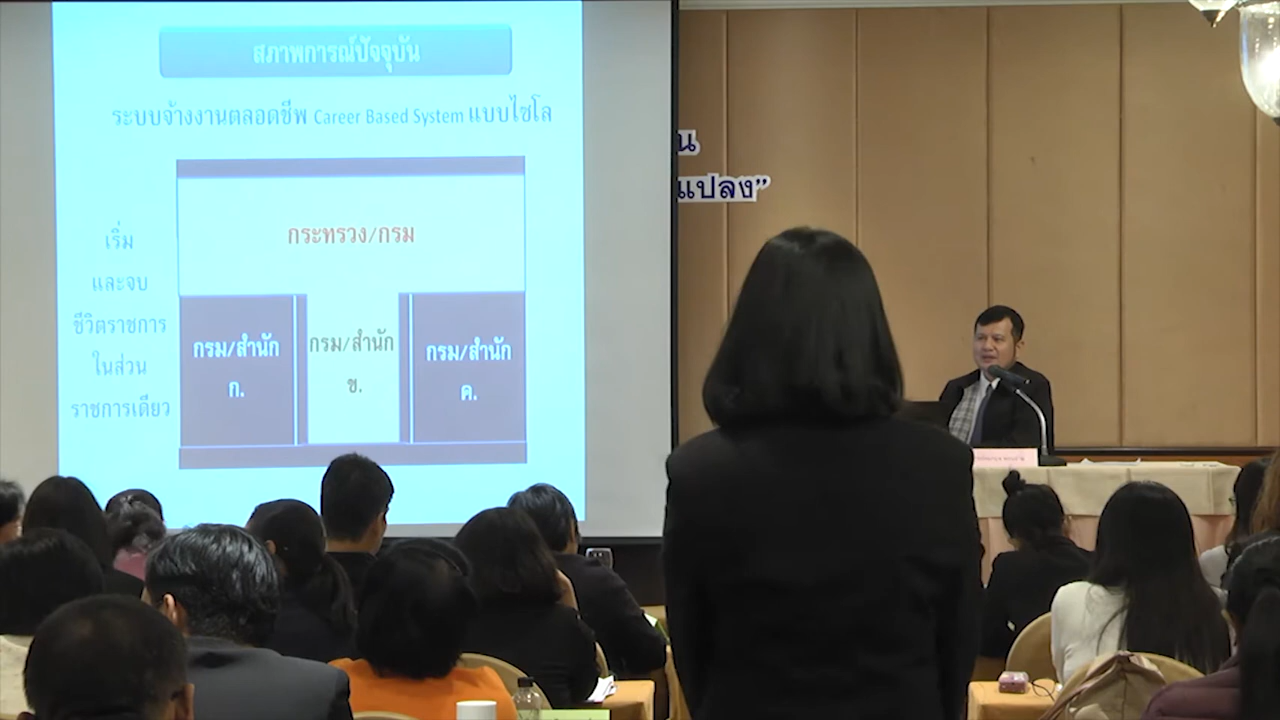 สภาพการณ์ปัจจุบัน
ระบบจ้างงานตลอดชีพ Career Based System แบบไซโล
กระทรวง/กรม
เริ่ม
และจบ
ชีวิตราชการ
ในส่วน
ราชการเดียว
กรม/สำนัก
ก.
กรม/สำนัก
ข.
กรม/สำนัก
ค.
น
แปลง”